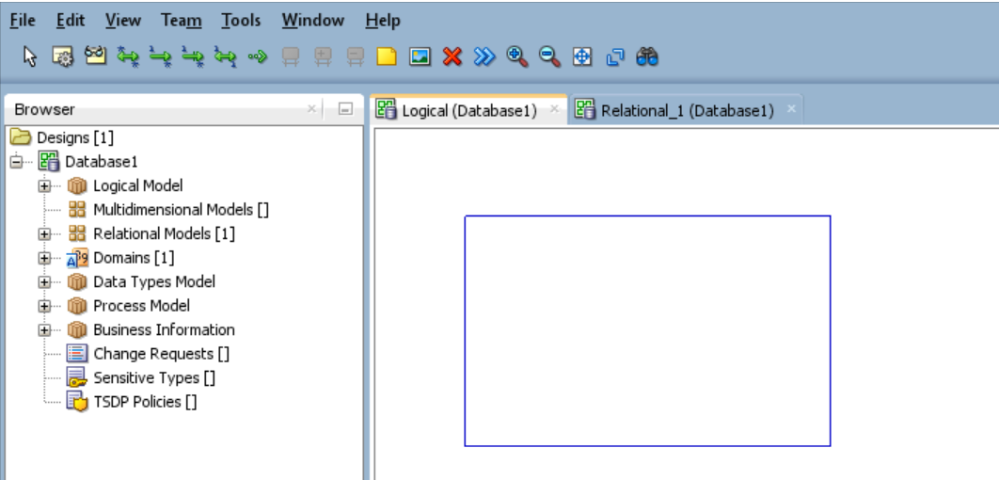 File Edit View Team Tools Window Help
Browser
Logical (Database1)
Relational_1 (Database1)
Designs [1]
Database1
Logical Model
Multidimensional Models []
Relational Models [1]
Domains [1]
Data Types Model
Process Model
Business Information
Change Requests []
Sensitive Types []
TSDP Policies []